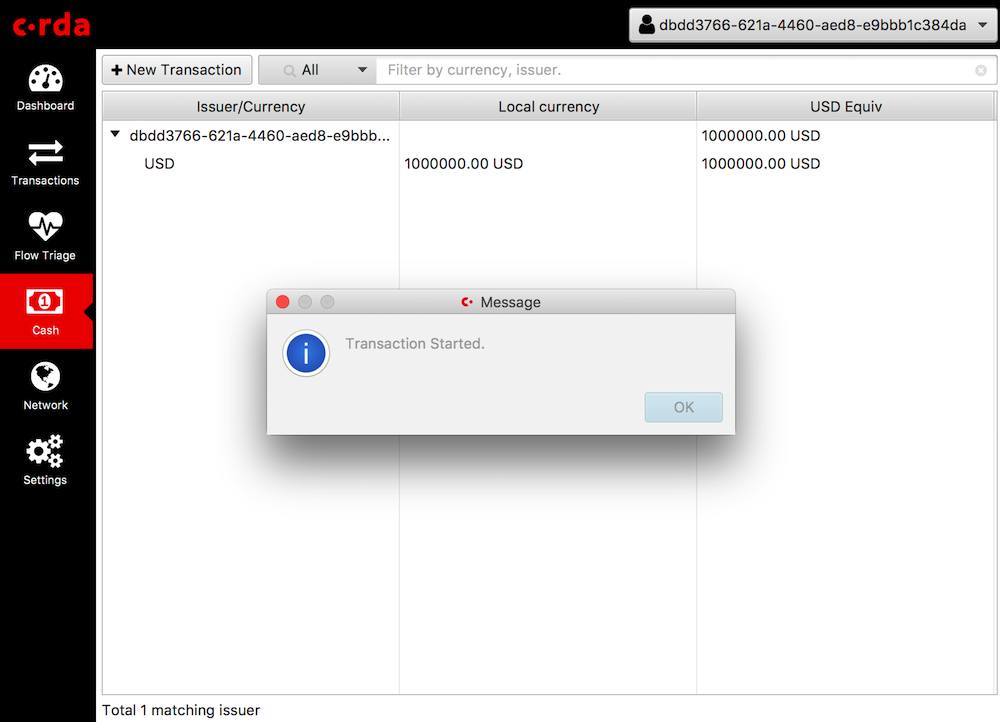 c·rda
dbdd3766-621a-4460-aed8-e9bbb1c384da
Dashboard
Transactions
Flow Triage
1
Cash
Network
Settings
+ New Transaction
All
Filter by currency, issuer.
Issuer/Currency Local currency USD Equiv
dbdd3766-621a-4460-aed8-e9bbb... 1000000.00 USD
USD 1000000.00 USD 1000000.00 USD
Message
i
Transaction Started.
OK
Total 1 matching issuer